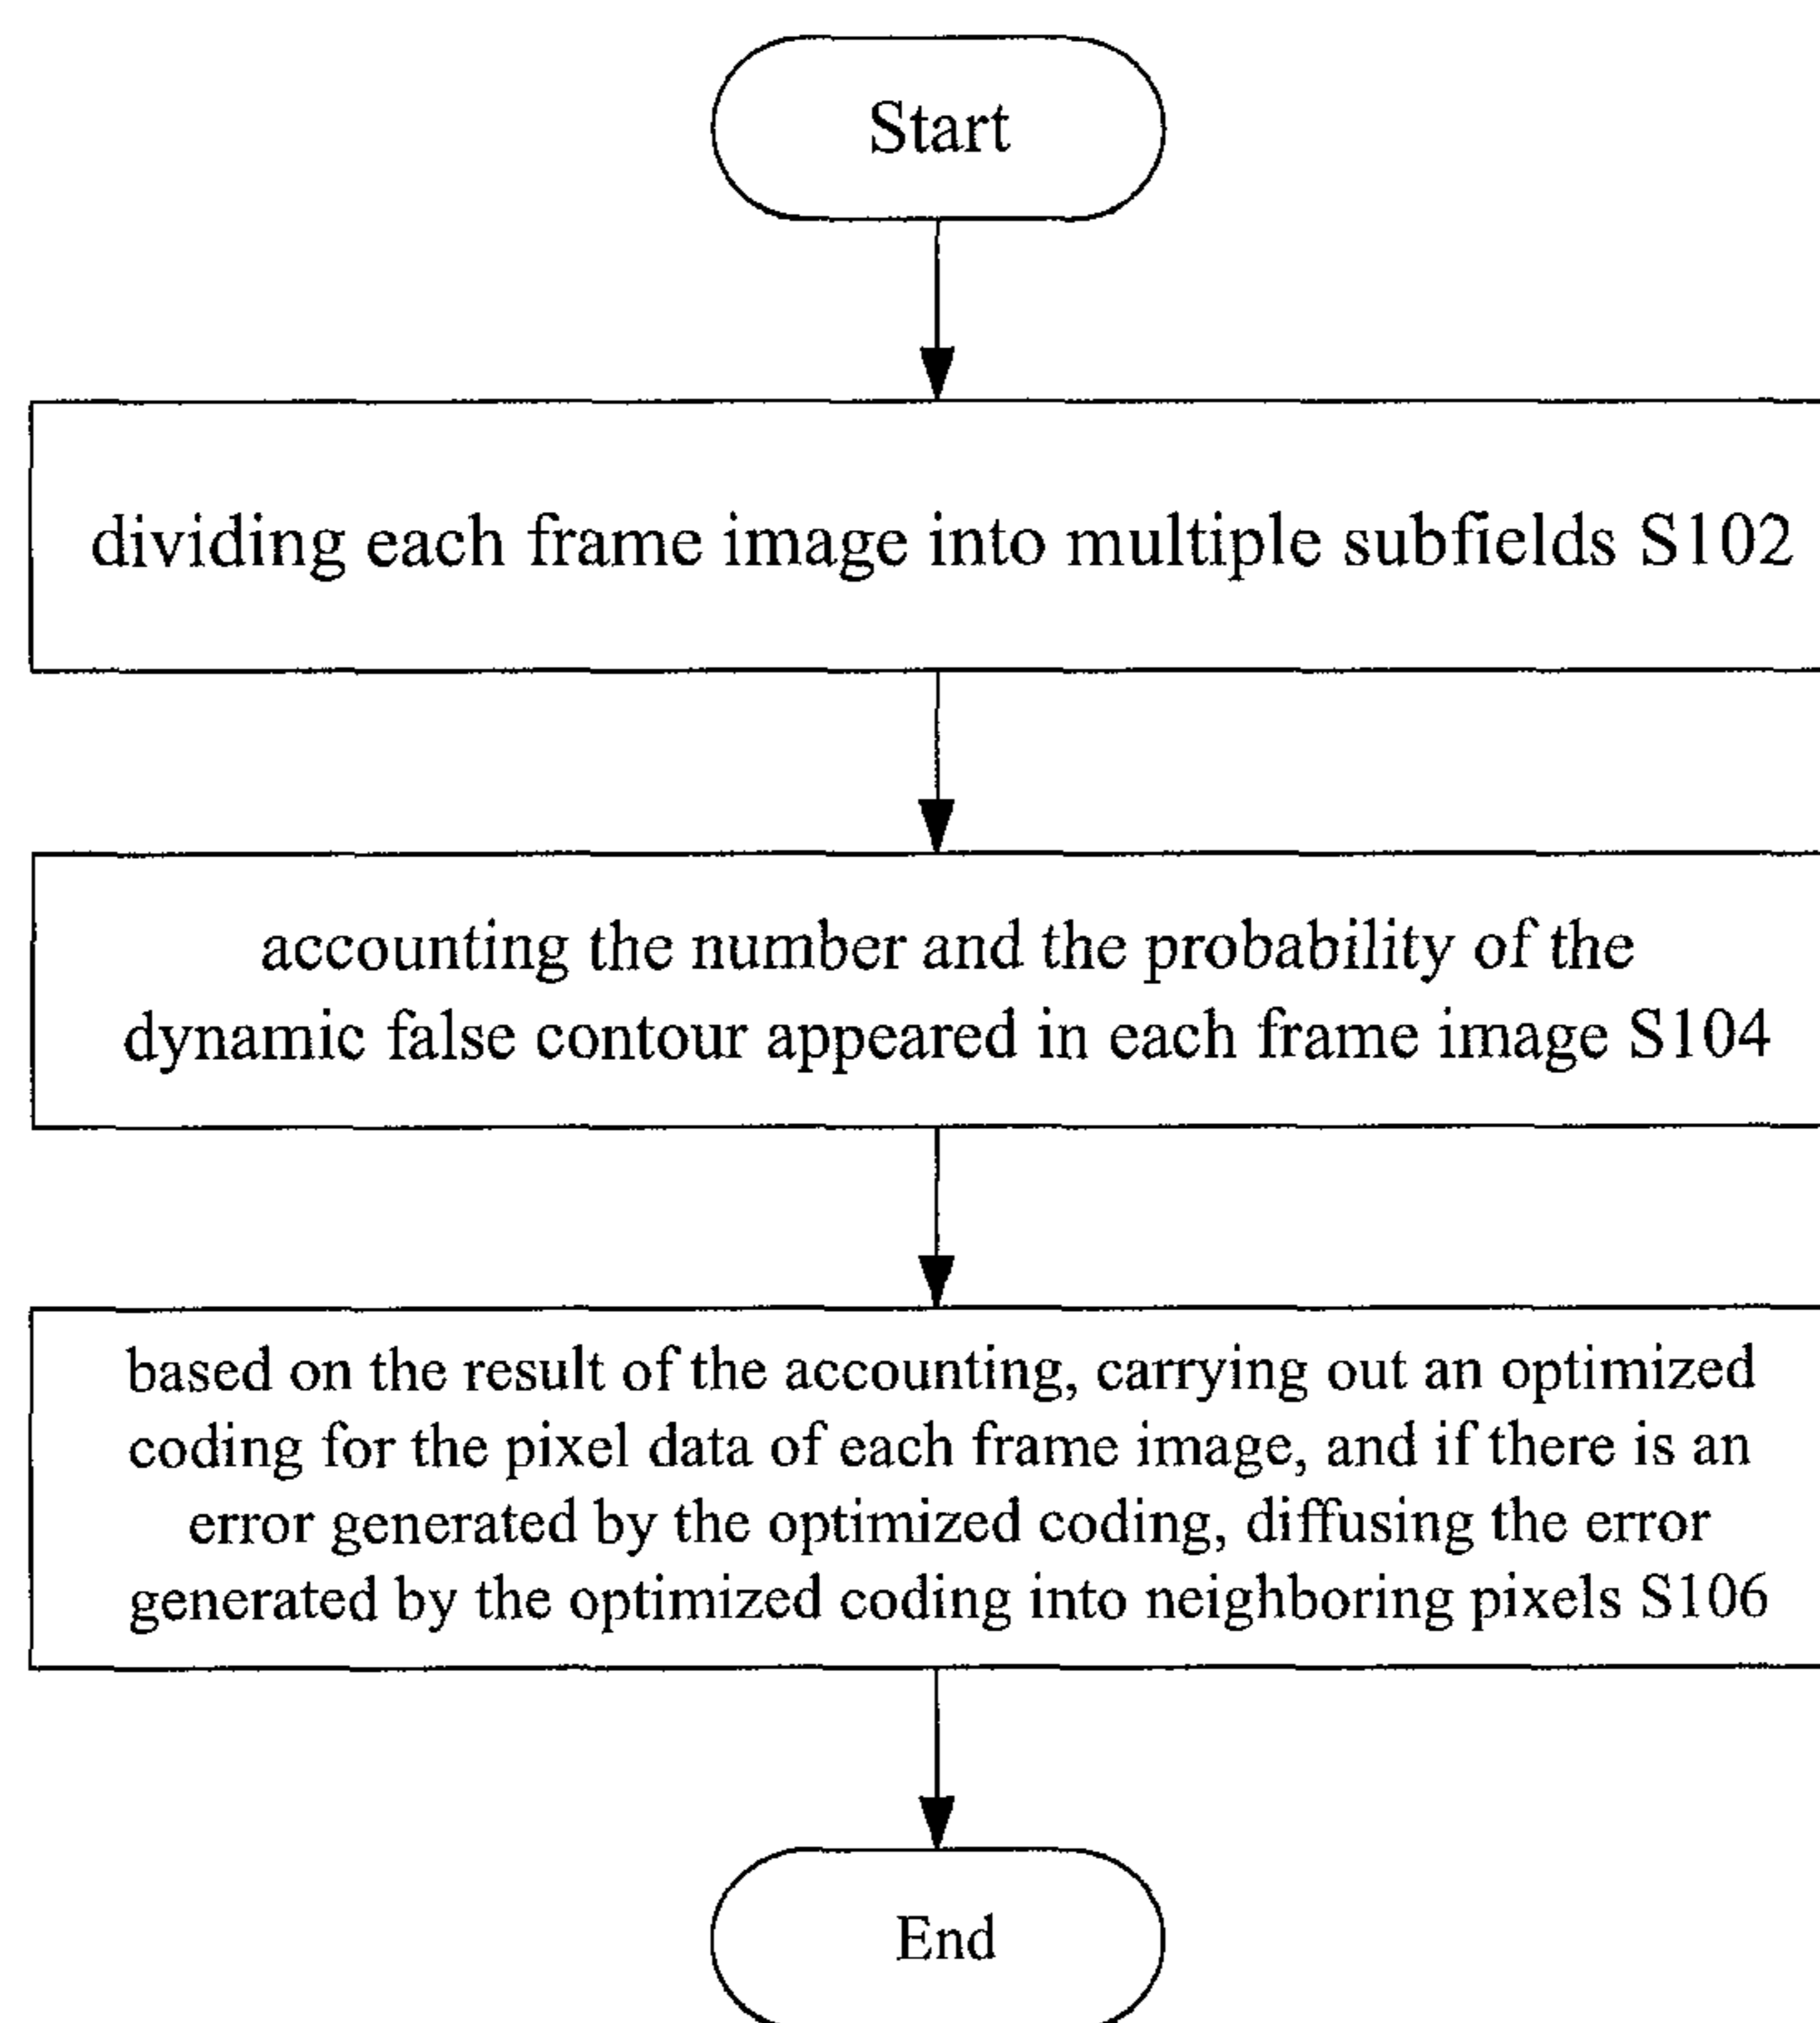 Start
dividing each frame image into multiple subfields S102
accounting the number and the probability of the
dynamic false contour appeared in each frame image S104
based on the result of the accounting, carrying out an optimized
coding for the pixel data of each frame image, and if there is an
error generated by the optimized coding, diffusing the error
generated by the optimized coding into neighboring pixels S106
End